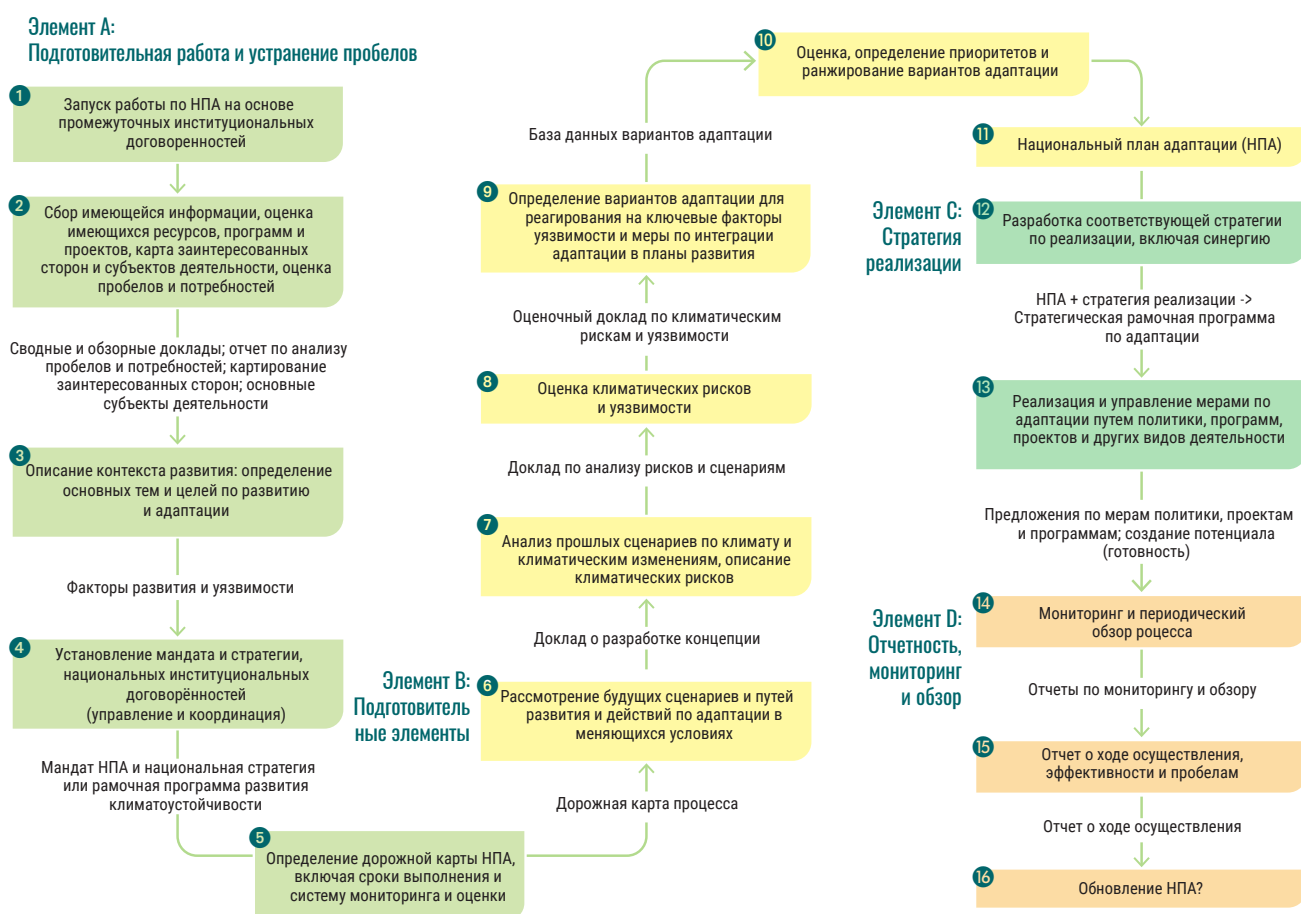 Элемент А:
Подготовительная работа и устранение пробелов
1
Запуск работы по НПА на основе
промежуточных институциональных
договоренностей
2
Сбор имеющейся информации, оценка
имеющихся ресурсов, программ и
проектов, карта заинтересованных
сторон и субъектов деятельности, оценка
пробелов и потребностей
Сводные и обзорные доклады; отчет по анализу
пробелов и потребностей; картирование
заинтересованных сторон; основные
субъекты деятельности
3
Описание контекста развития: определение
основных тем и целей по развитию
и адаптации
Факторы развития и уязвимости
4
Установление мандата и стратегии,
национальных институциональных
договорённостей
(управление и координация)
Мандат НПА и национальная стратегия
или рамочная программа развития
климатоустойчивости
5
Определение дорожной карты НПА,
включая сроки выполнения и
систему мониторинга и оценки
Дорожная карта процесса
Элемент В:
Подготовитель
ные элементы
6
Рассмотрение будущих сценариев и путей
развития и действий по адаптации в
меняющихся условиях
Доклад о разработке концепции
7
Анализ прошлых сценариев по климату и
климатическим изменениям, описание
климатических рисков
Доклад по анализу рисков и сценариям
8
Оценка климатических рисков
и уязвимости
Оценочный доклад по климатическим
рискам и уязвимости
9
Определение вариантов адаптации для
реагирования на ключевые факторы
уязвимости и меры по интеграции
адаптации в планы развития
База данных вариантов адаптации
10
Оценка, определение приоритетов и
ранжирование вариантов адаптации
11
Национальный план адаптации (НПА)
Элемент С:
Стратегия
реализации
12
Разработка соответствующей стратегии
по реализации, включая синергию
НПА + стратегия реализации ->
Стратегическая рамочная программа
по адаптации
13
Реализация и управление мерами по
адаптации путем политики, программ,
проектов и других видов деятельности
Предложения по мерам политики, проектам
и программам; создание потенциала
(готовность)
Элемент D:
Отчетность,
мониторинг
и обзор
14
Мониторинг и периодический
обзор роцесса
Отчеты по мониторингу и обзору
15
Отчет о ходе осуществления,
эффективности и пробелам
Отчет о ходе осуществления
16
Обновление НПА?